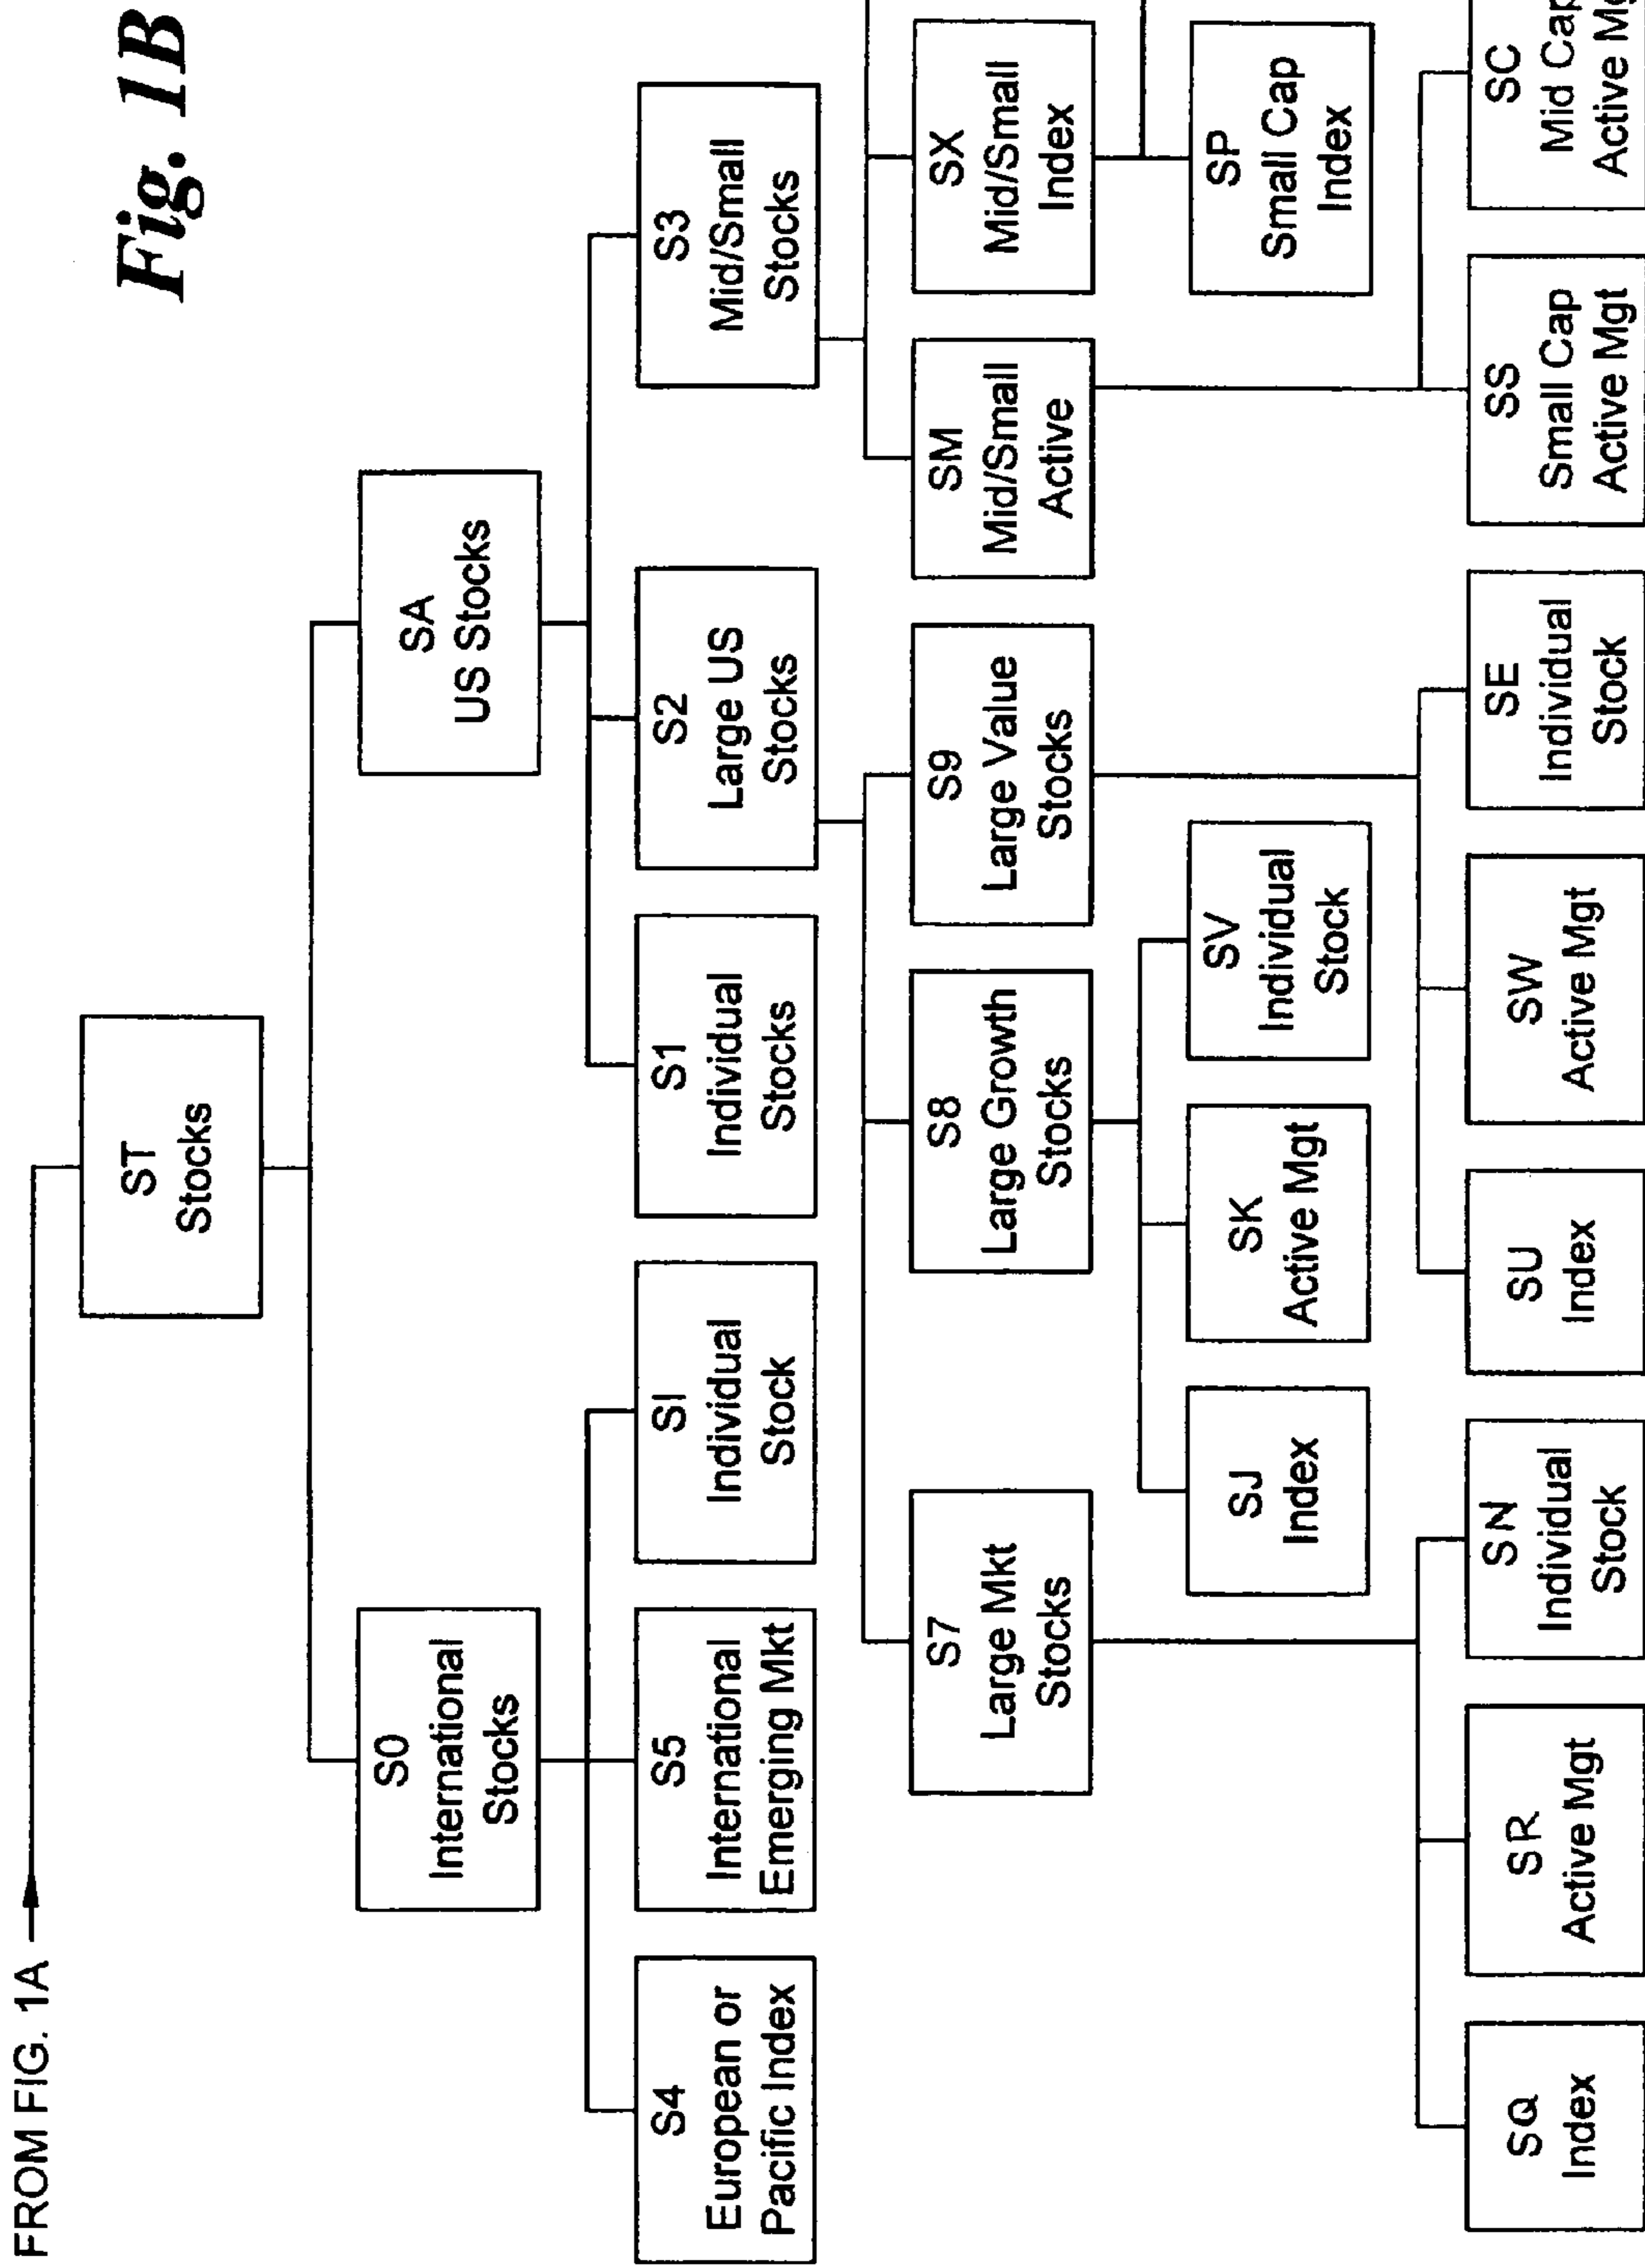 Fig. 1B
FROM FIG. 1A
ST
Stocks
S0
International
Stocks
SA
US Stocks
S4
European or
Pacific Index
S5
International
Emerging Mkt
SI
Individual
Stock
S1
Individual
Stocks
S2
Large US
Stocks
S3
Mid/Small
Stocks
S7
Large Mkt
Stocks
S8
Large Growth
Stocks
S9
Large Value
Stocks
SM
Mid/Small
Active
SX
Mid/Small
Index
SJ
Index
SK
Active Mgt
SV
Individual
Stock
SP
Small Cap
Index
SQ
Index
SR
Active Mgt
SN
Individual
Stock
SU
Index
SW
Active Mgt
SE
Individual
Stock
SS
Small Cap
Active Mgt
SC
Mid Cap
Active